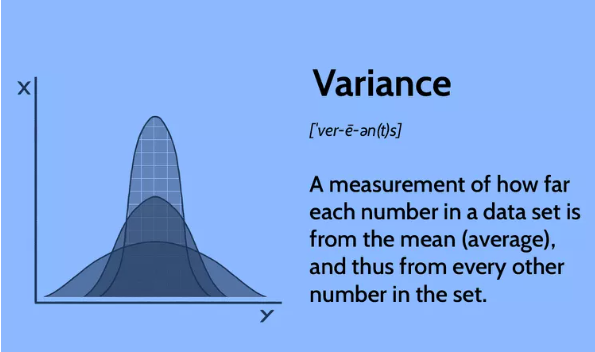 X
Y
Variance
['ver-ē-ən(t)s]
A measurement of how far
each number in a data set is
from the mean (average),
and thus from every other
number in the set.